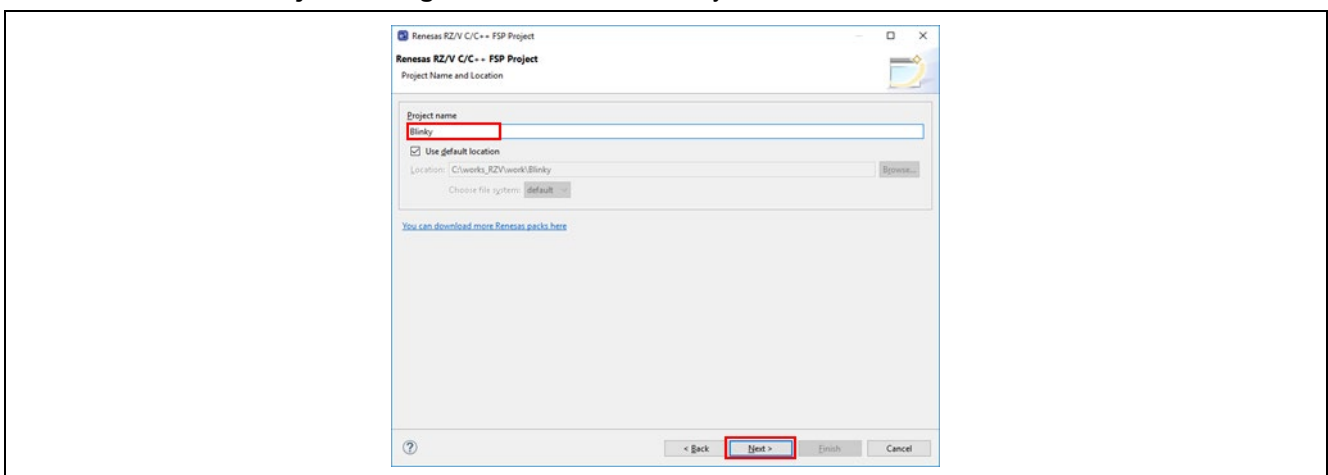 Renesas RZ/V C/C++ FSP Project
Renesas RZ/V C/C++ FSP Project
Project Name and Location
Project name
Blinky
Use default location
Location: C:\works_RZV\work\Blinky Browse...
Choose file system: default
You can download more Renesas packs here
< Back Next > Finish Cancel